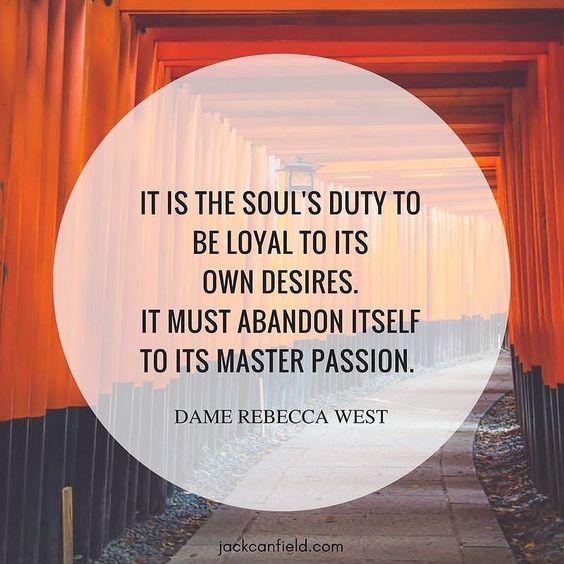 IT IS THE SOUL'S DUTY TO
BE LOYAL TO ITS
OWN DESIRES.
IT MUST ABANDON ITSELF
TO ITS MASTER PASSION.
DAME REBECCA WEST
jackcanfield.com